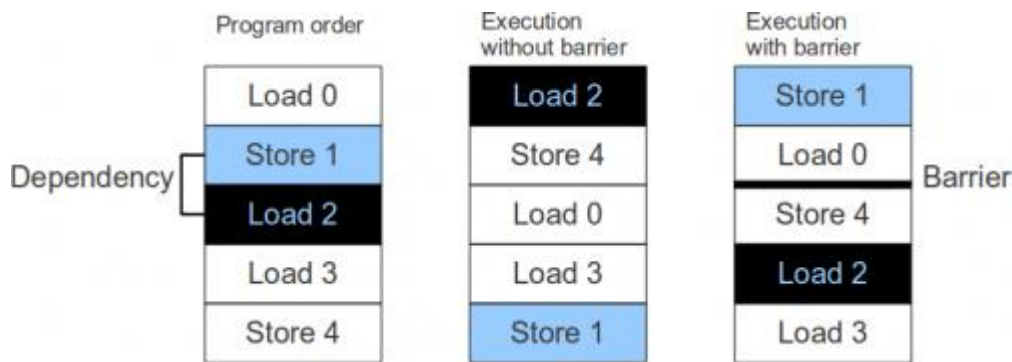 Program order
Execution
without barrier
Execution
with barrier
Load 0
Store 1
Load 2
Load 3
Store 4
Dependency
Load 2
Store 4
Load 0
Load 3
Store 1
Store 1
Load 0
Store 4
Load 2
Load 3
Barrier